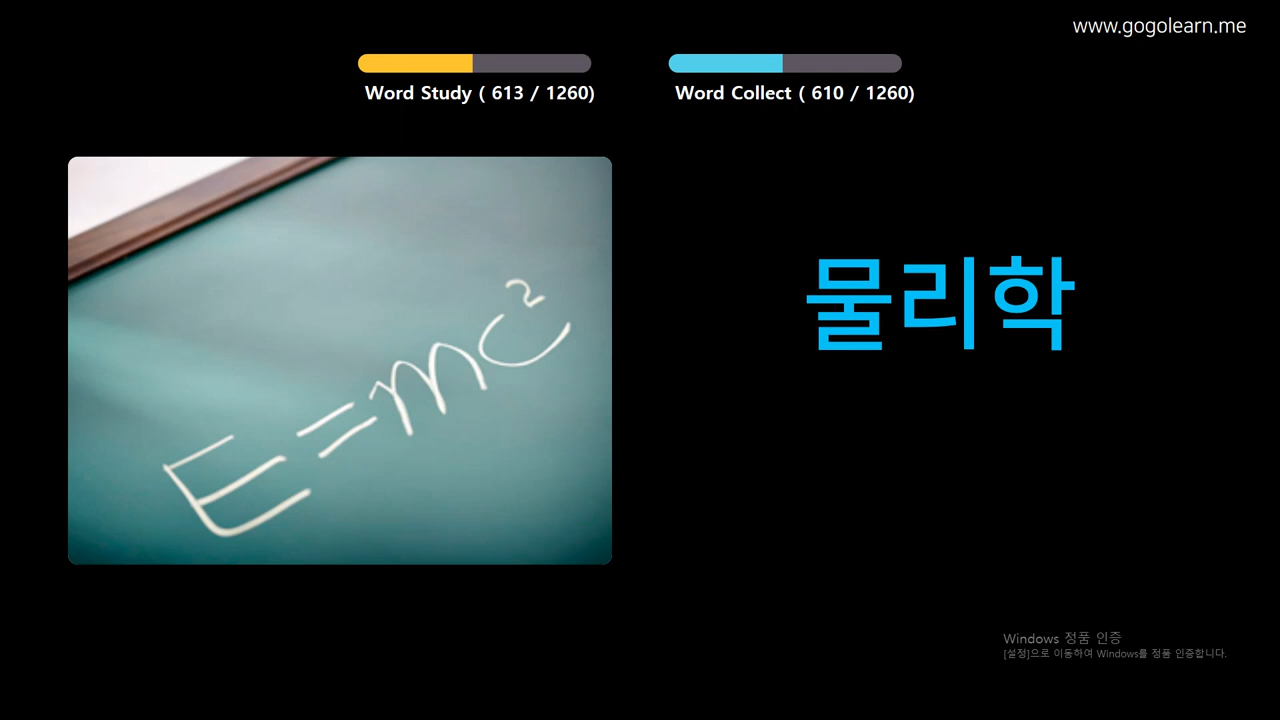 www.gogolearn.me
Word Study ( 613 / 1260)
Word Collect ( 610 / 1260)
물리학
E=mc²
Windows 정품 인증
[설정]으로 이동하여 Windows를 정품 인증합니다.